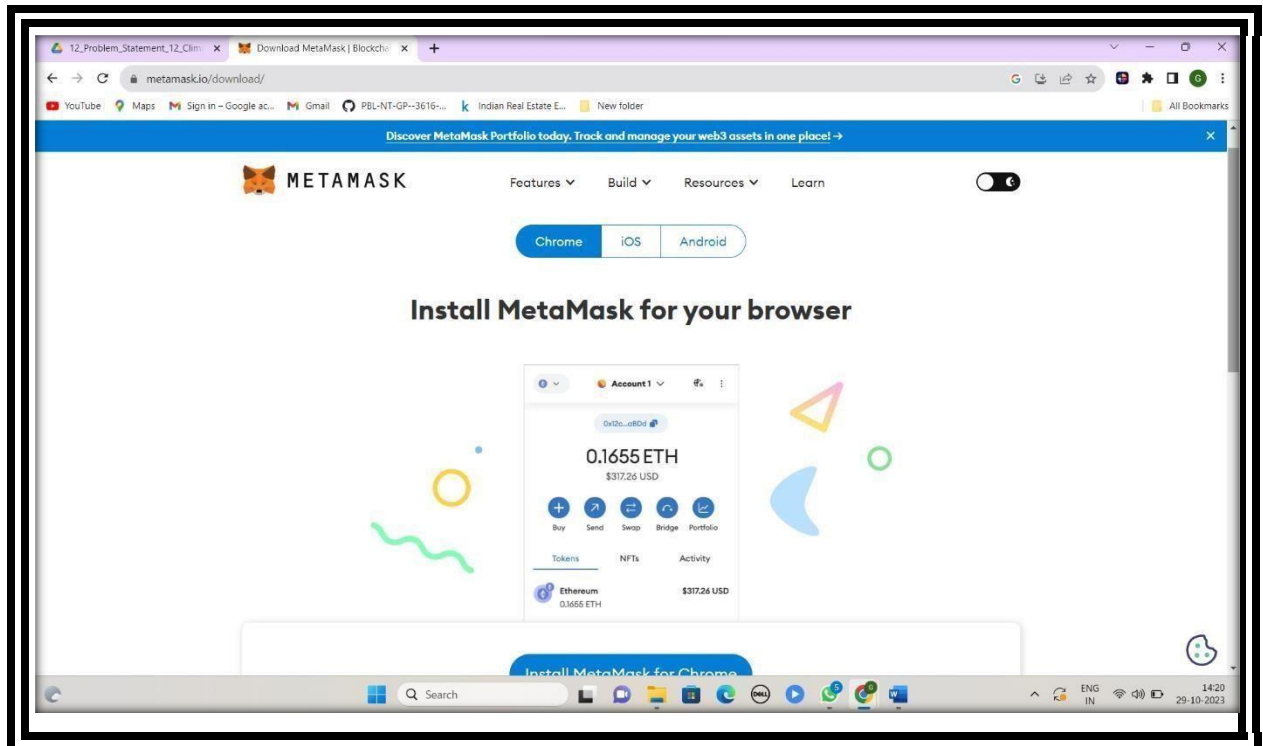 12_Problem_Statement_12_Clim
Download MetaMask | Blockcha
metamask.io/download/
YouTube Maps Sign in – Google ac... Gmail PBL-NT-GP--3616-... Indian Real Estate E... New folder All Bookmarks
Discover MetaMask Portfolio today. Track and manage your web3 assets in one place! →
METAMASK Features Build Resources Learn
Chrome iOS Android
Install MetaMask for your browser
Account 1
0x12c...aBDd
0.1655 ETH
$317.26 USD
Buy Send Swap Bridge Portfolio
Tokens NFTs Activity
Ethereum $317.26 USD
0.1655 ETH
Install MetaMask for Chrome
Search DELL 5 ENG 14:20
IN 29-10-2023